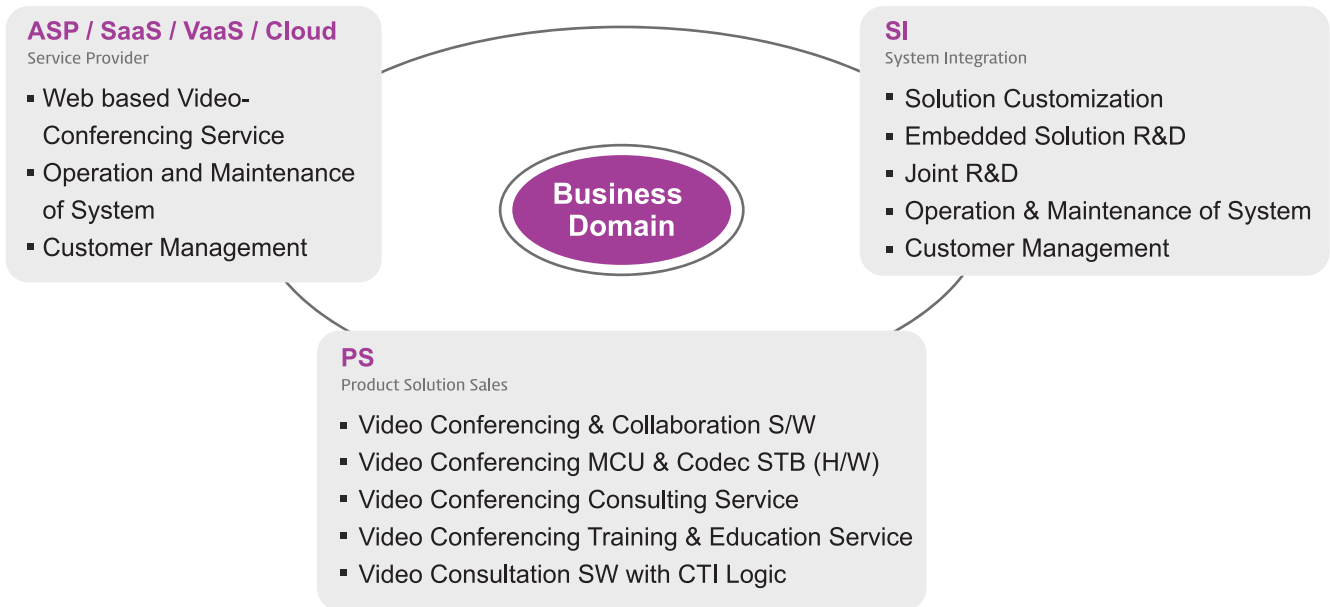 ASP / SaaS / VaaS / Cloud
Service Provider
▪ Web based Video-
Conferencing Service
▪ Operation and Maintenance
of System
▪ Customer Management
SI
System Integration
▪ Solution Customization
▪ Embedded Solution R&D
▪ Joint R&D
▪ Operation & Maintenance of System
▪ Customer Management
Business
Domain
PS
Product Solution Sales
▪ Video Conferencing & Collaboration S/W
▪ Video Conferencing MCU & Codec STB (H/W)
▪ Video Conferencing Consulting Service
▪ Video Conferencing Training & Education Service
▪ Video Consultation SW with CTI Logic